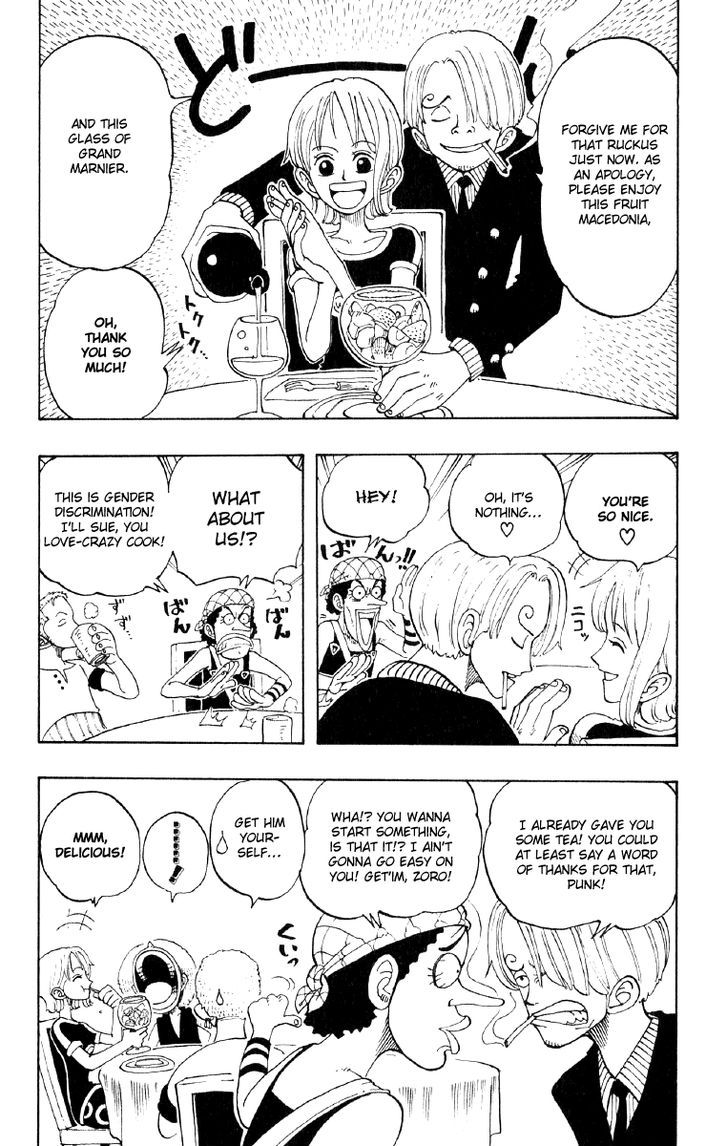 FORGIVE ME FOR
THAT RUCKUS
JUST NOW. AS
AN APOLOGY,
PLEASE ENJOY
THIS FRUIT
MACEDONIA,
AND THIS
GLASS OF
GRAND
MARNIER.
OH,
THANK
YOU SO
MUCH!
ド
トク
トク...
YOU'RE
SO NICE.
♡
OH, IT'S
NOTHING...
♡
HEY!
ニコッ
ばんっ!!
WHAT
ABOUT
US!?
THIS IS GENDER
DISCRIMINATION!
I'LL SUE, YOU
LOVE-CRAZY COOK!
ばん
ばん
ずず...
I ALREADY GAVE YOU
SOME TEA! YOU COULD
AT LEAST SAY A WORD
OF THANKS FOR THAT,
PUNK!
WHA!? YOU WANNA
START SOMETHING,
IS THAT IT!? I AIN'T
GONNA GO EASY ON
YOU! GET'IM, ZORO!
GET HIM
YOUR-
SELF...
MMM,
DELICIOUS!
くいっ